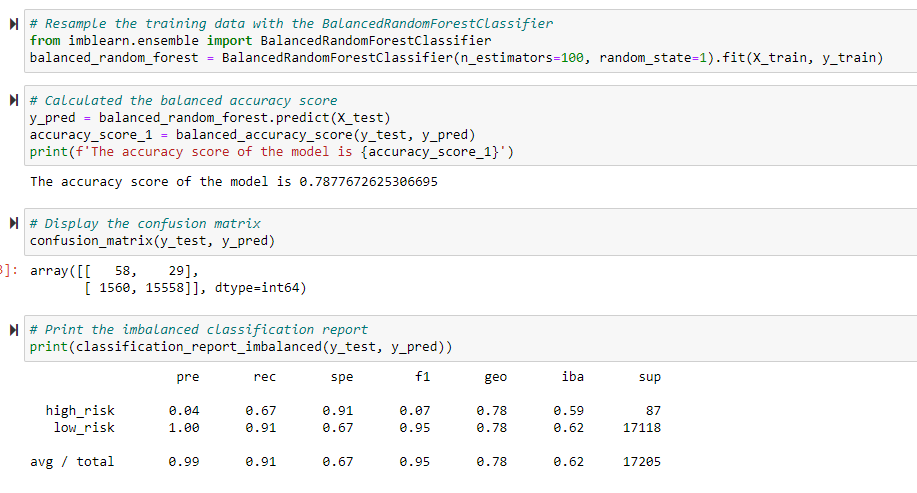 # Resample the training data with the BalancedRandomForestClassifier
from imblearn.ensemble import BalancedRandomForestClassifier
balanced_random_forest = BalancedRandomForestClassifier(n_estimators=100, random_state=1).fit(X_train, y_train)
# Calculated the balanced accuracy score
y_pred = balanced_random_forest.predict(X_test)
accuracy_score_1 = balanced_accuracy_score(y_test, y_pred)
print(f'The accuracy score of the model is {accuracy_score_1}')
The accuracy score of the model is 0.7877672625306695
# Display the confusion matrix
confusion_matrix(y_test, y_pred)
]: array([[   58,    29],
       [ 1560, 15558]], dtype=int64)
# Print the imbalanced classification report
print(classification_report_imbalanced(y_test, y_pred))
pre rec spe f1 geo iba sup
high_risk 0.04 0.67 0.91 0.07 0.78 0.59 87
low_risk 1.00 0.91 0.67 0.95 0.78 0.62 17118
avg / total 0.99 0.91 0.67 0.95 0.78 0.62 17205